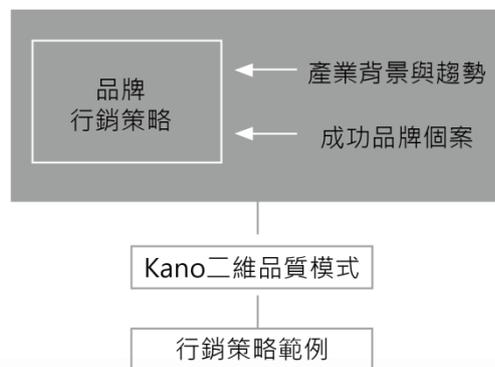 品牌
行銷策略
產業背景與趨勢
成功品牌個案
Kano二維品質模式
行銷策略範例